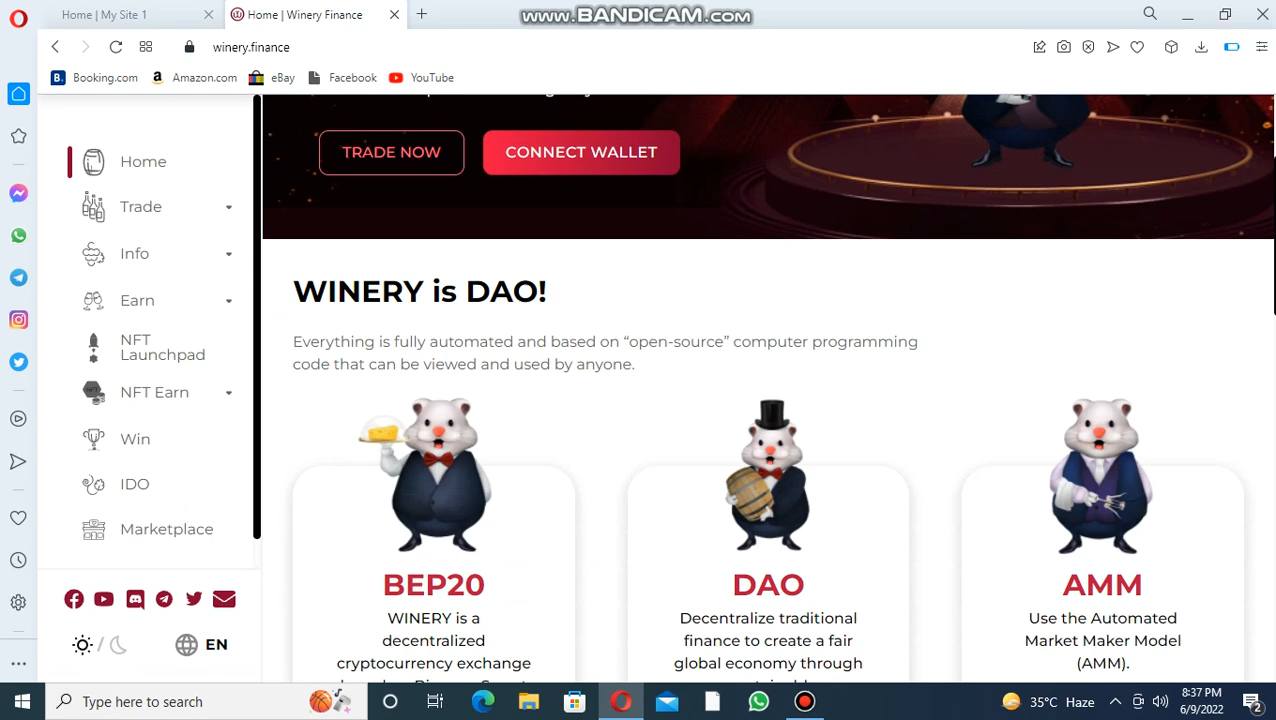 Home | My Site 1
Home | Winery Finance
www.BANDICAM.com
winery.finance
Booking.com
Amazon.com
eBay
Facebook
YouTube
Home
Trade
Info
Earn
NFT
Launchpad
NFT Earn
Win
IDO
Marketplace
EN
TRADE NOW
CONNECT WALLET
WINERY is DAO!
Everything is fully automated and based on “open-source” computer programming
code that can be viewed and used by anyone.
BEP20
WINERY is a
decentralized
cryptocurrency exchange
DAO
Decentralize traditional
finance to create a fair
global economy through
AMM
Use the Automated
Market Maker Model
(AMM).
Type here to search
35°C Haze
8:37 PM
6/9/2022
2